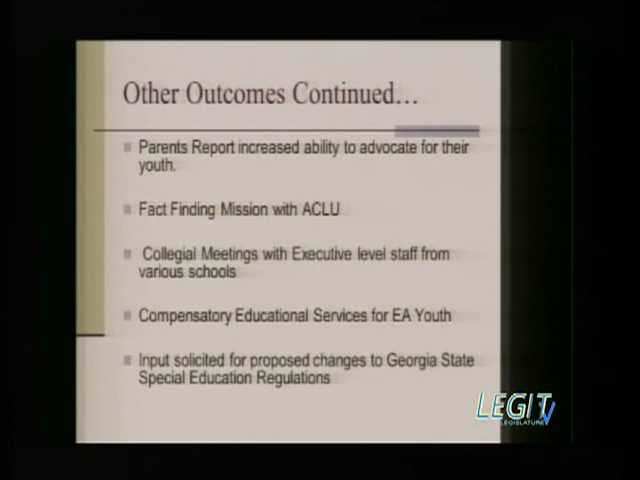 Other Outcomes Continued…
Parents Report increased ability to advocate for their
youth.
Fact Finding Mission with ACLU
Collegial Meetings with Executive level staff from
various schools
Compensatory Educational Services for EA Youth
Input solicited for proposed changes to Georgia State
Special Education Regulations
LEGIT
LEGISLATURE TV